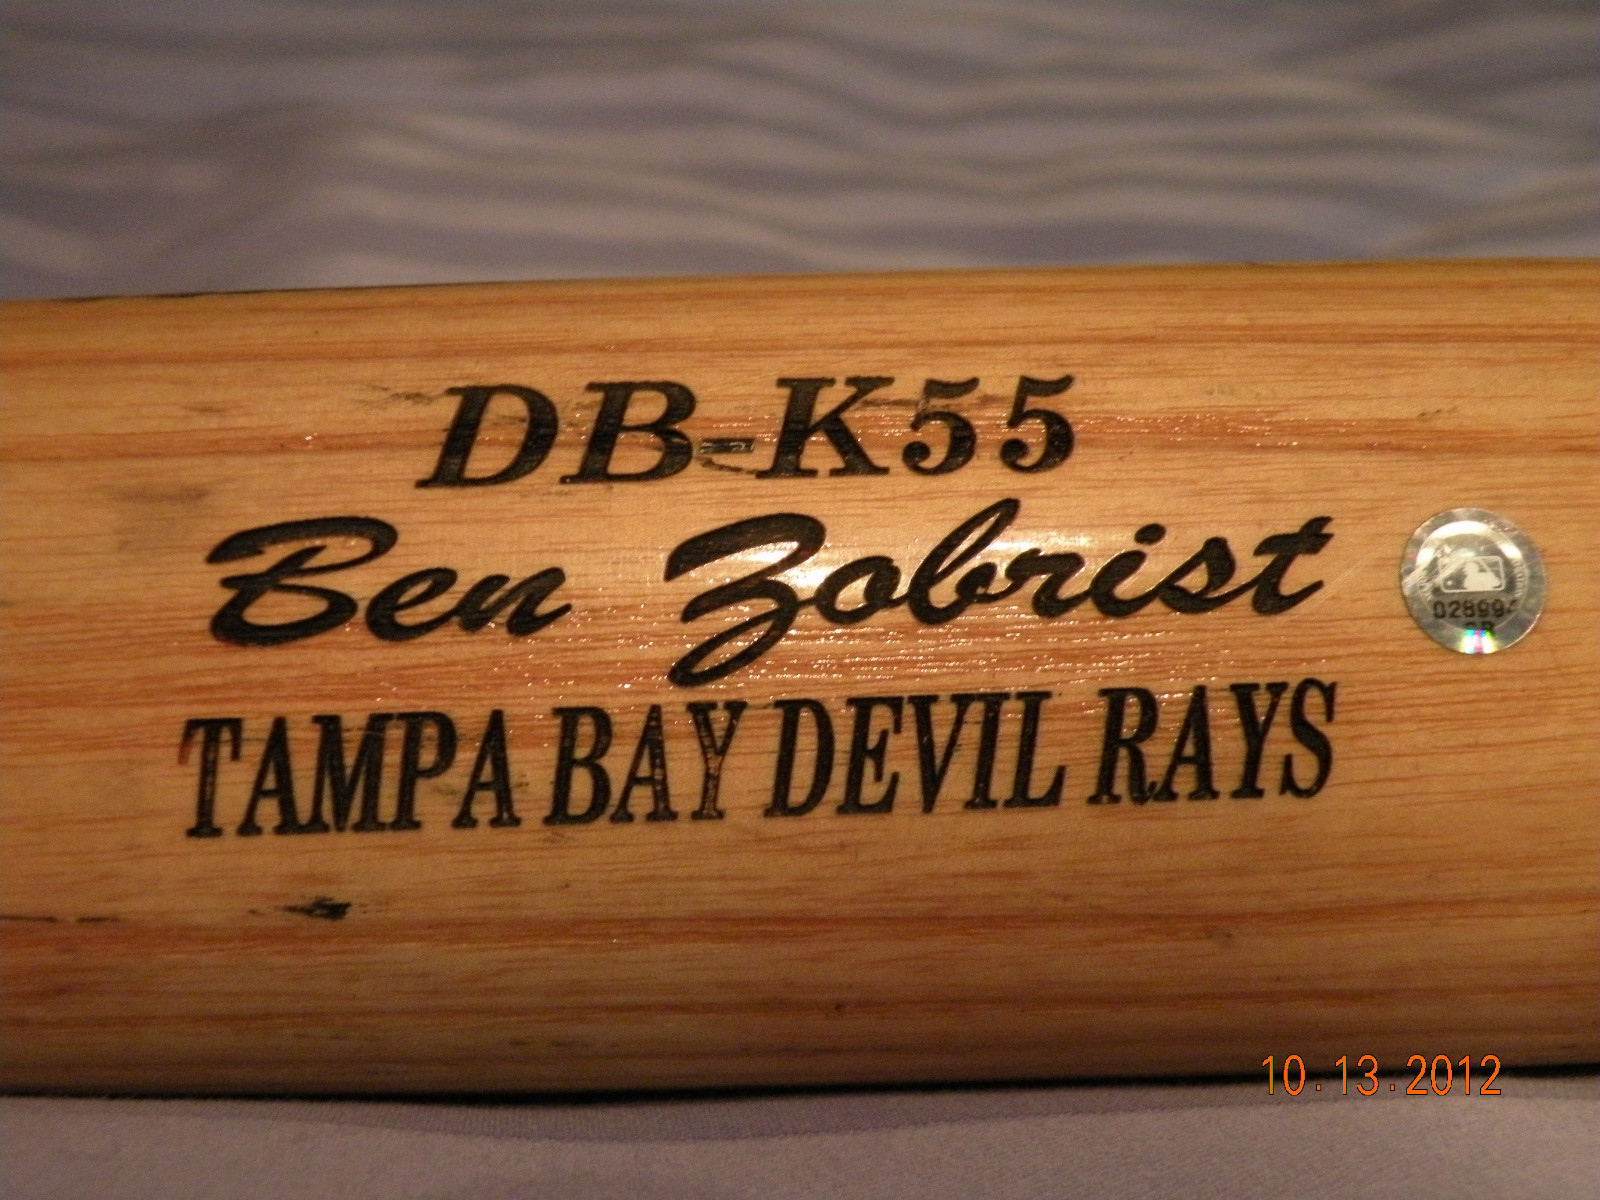 DB-K55
Ben Zobrist
TAMPA BAY DEVIL RAYS
10.13.2012